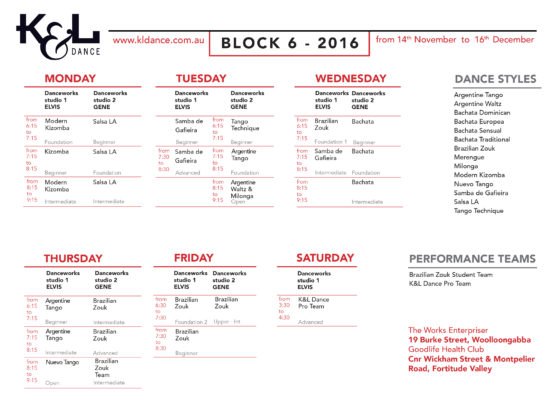 K&L
DANCE
www.kldance.com.au
BLOCK 6 - 2016
from 14th November to 16th December
MONDAY
Danceworks studio 1 ELVIS
Danceworks studio 2 GENE
from 6:15 to 7:15
Modern Kizomba
Foundation
Salsa LA
Beginner
from 7:15 to 8:15
Kizomba
Beginner
Salsa LA
Foundation
from 8:15 to 9:15
Modern Kizomba
Intermediate
Salsa LA
Intermediate
TUESDAY
Danceworks studio 1 ELVIS
Danceworks studio 2 GENE
Samba de Gafieira
Beginner
from 6:15 to 7:15
Tango Technique
from 7:30 to 8:30
Samba de Gafieira
Advanced
from 7:15 to 8:15
Argentine Tango
Foundation
from 8:15 to 9:15
Argentine Waltz & Milonga
Open
WEDNESDAY
Danceworks studio 1 ELVIS
Danceworks studio 2 GENE
from 6:15 to 7:15
Brazilian Zouk
Foundation 1
Bachata
Beginner
from 7:15 to 8:15
Samba de Gafieira
Intermediate
Bachata
Foundation
from 8:15 to 9:15
Bachata
Intermediate
DANCE STYLES
Argentine Tango
Argentine Waltz
Bachata Dominican
Bachata Europea
Bachata Sensual
Bachata Traditional
Brazilian Zouk
Merengue
Milonga
Modern Kizomba
Nuevo Tango
Samba de Gafieira
Salsa LA
Tango Technique
THURSDAY
Danceworks studio 1 ELVIS
Danceworks studio 2 GENE
from 6:15 to 7:15
Argentine Tango
Beginner
Brazilian Zouk
Intermediate
from 7:15 to 8:15
Argentine Tango
Intermediate
Brazilian Zouk
Advanced
from 8:15 to 9:15
Nuevo Tango
Open
Brazilian Zouk Team
Intermediate
FRIDAY
Danceworks studio 1 ELVIS
Danceworks studio 2 GENE
from 6:30 to 7:30
Brazilian Zouk
Foundation 2
Brazilian Zouk
Upper - Int
from 7:30 to 8:30
Brazilian Zouk
Beginner
SATURDAY
Danceworks studio 1 ELVIS
from 3:30 to 4:30
K&L Dance Pro Team
Advanced
PERFORMANCE TEAMS
Brazilian Zouk Student Team
K&L Dance Pro Team
The Works Enterpriser
19 Burke Street, Woolloongabba
Goodlife Health Club
Cnr Wickham Street & Montpelier
Road, Fortitude Valley